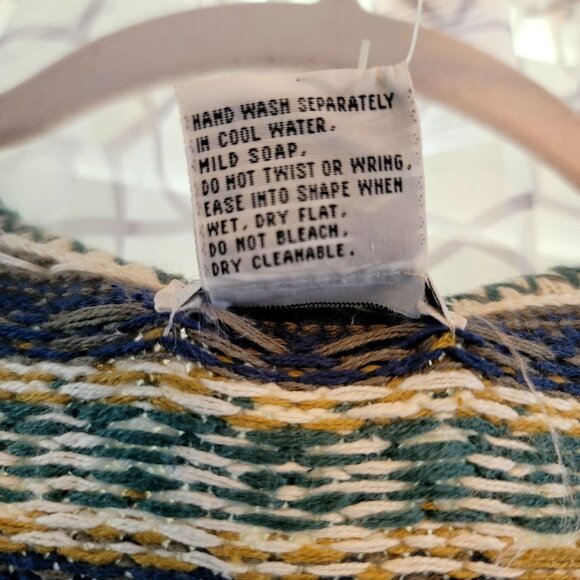 HAND WASH SEPARATELY
IN COOL WATER.
MILD SOAP.
DO NOT TWIST OR WRING.
EASE INTO SHAPE WHEN
WET. DRY FLAT.
DO NOT BLEACH.
DRY CLEANABLE.